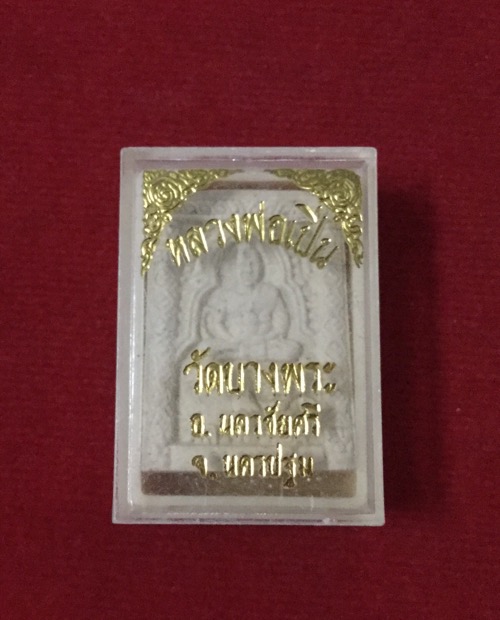 หลวงพ่อเปิ่น
วัดบางพระ
อ. นครชัยศรี
จ. นครปฐม